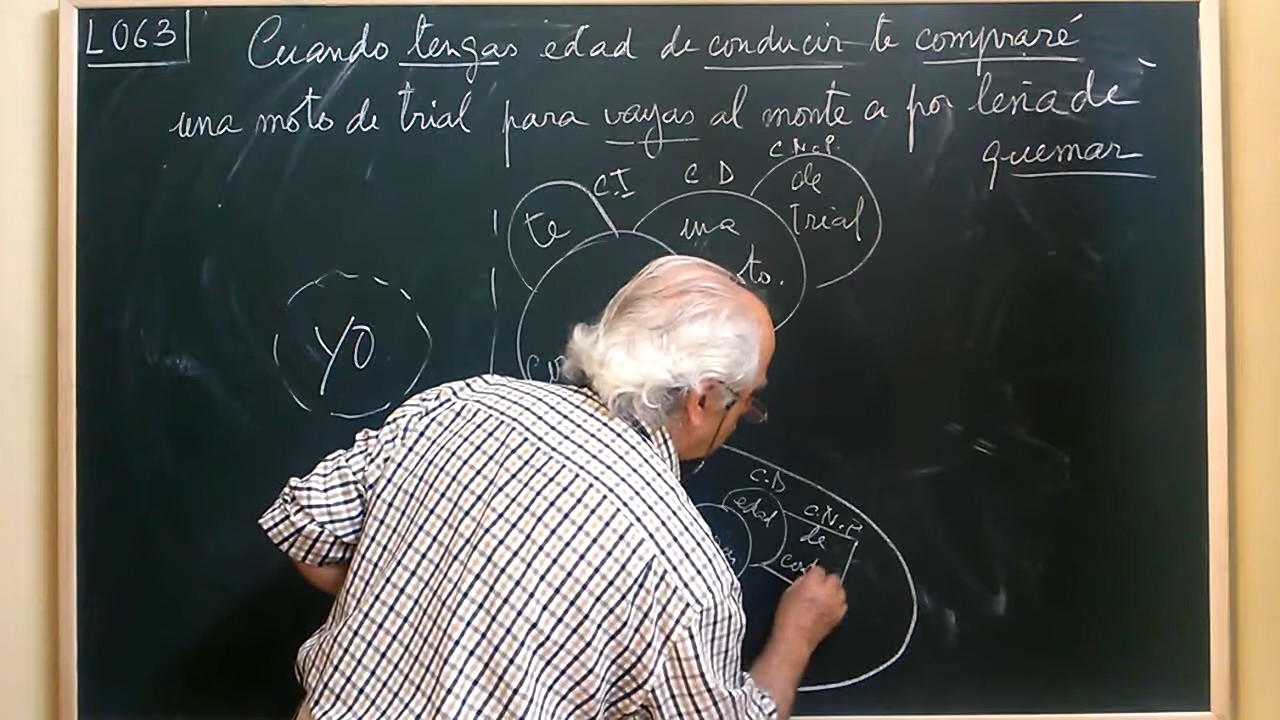 L063
Cuando tengas edad de conducir te compraré
una moto de trial para vayas al monte a por leña de
quemar
C.N.P.
C.I
C D
de
te
una
trial
YO
C.D
edad
C.N.P.
de